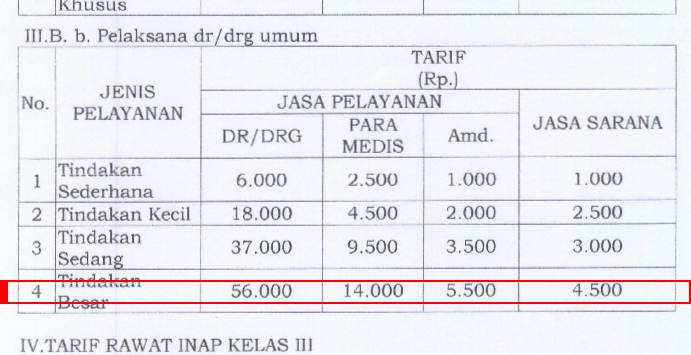 Khusus
III.B. b. Pelaksana dr/drg umum
No. JENIS PELAYANAN TARIF (Rp.)
JASA PELAYANAN JASA SARANA
DR/DRG PARA MEDIS Amd.
1 Tindakan Sederhana 6.000 2.500 1.000 1.000
2 Tindakan Kecil 18.000 4.500 2.000 2.500
3 Tindakan Sedang 37.000 9.500 3.500 3.000
4 Tindakan Besar 56.000 14.000 5.500 4.500
IV.TARIF RAWAT INAP KELAS III